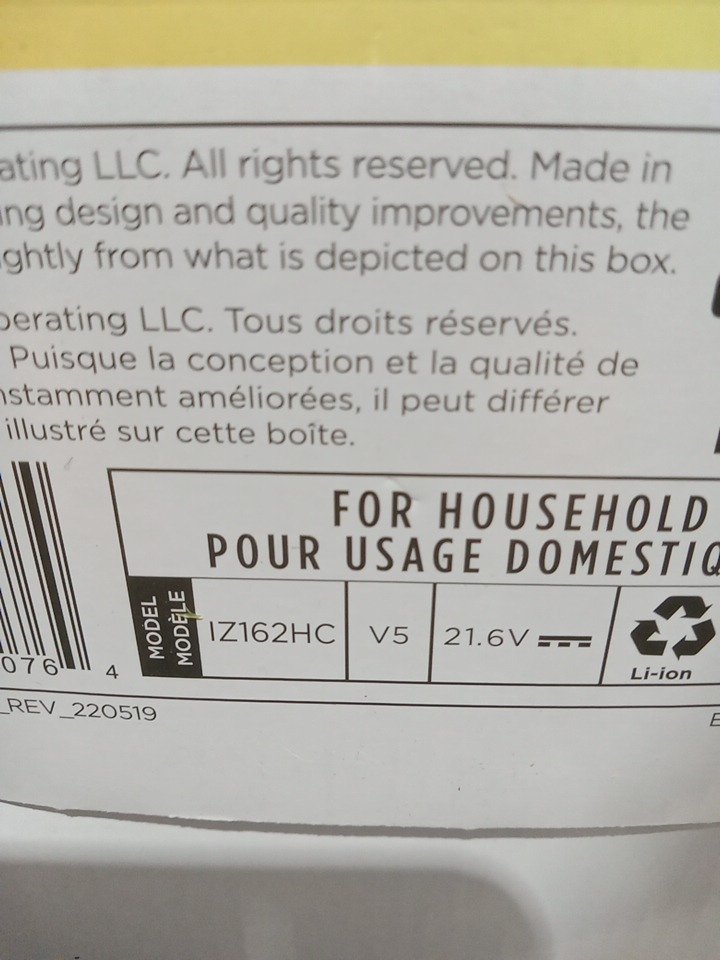 ating LLC. All rights reserved. Made in
ing design and quality improvements, the
ghtly from what is depicted on this box.
perating LLC. Tous droits réservés.
Puisque la conception et la qualité de
nstamment améliorées, il peut différer
illustré sur cette boîte.
FOR HOUSEHOLD
POUR USAGE DOMESTIQ
MODEL
MODÈLE
IZ162HC V5 21.6V
Li-ion
076 4
_REV_220519